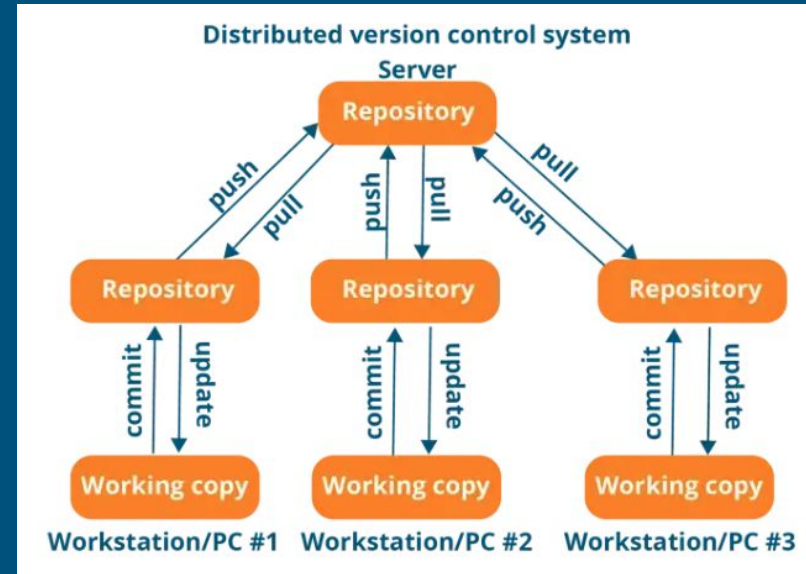 Distributed version control system
Server
Repository
push
pull
push
pull
push
pull
Repository
Repository
Repository
commit
update
commit
update
commit
update
Working copy
Working copy
Working copy
Workstation/PC #1
Workstation/PC #2
Workstation/PC #3